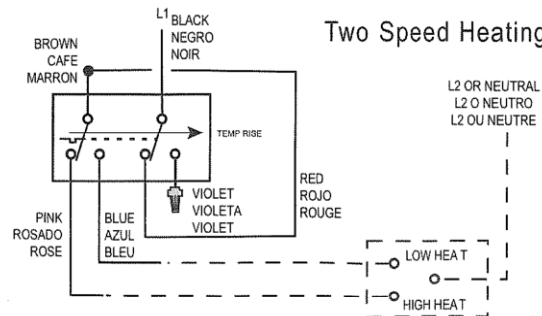 Two Speed Heating
L1
BLACK
NEGRO
NOIR
BROWN
CAFE
MARRON
L2 OR NEUTRAL
L2 O NEUTRO
L2 OU NEUTRE
TEMP RISE
VIOLET
VIOLETA
VIOLET
RED
ROJO
ROUGE
PINK
ROSADO
ROSE
BLUE
AZUL
BLEU
LOW HEAT
HIGH HEAT